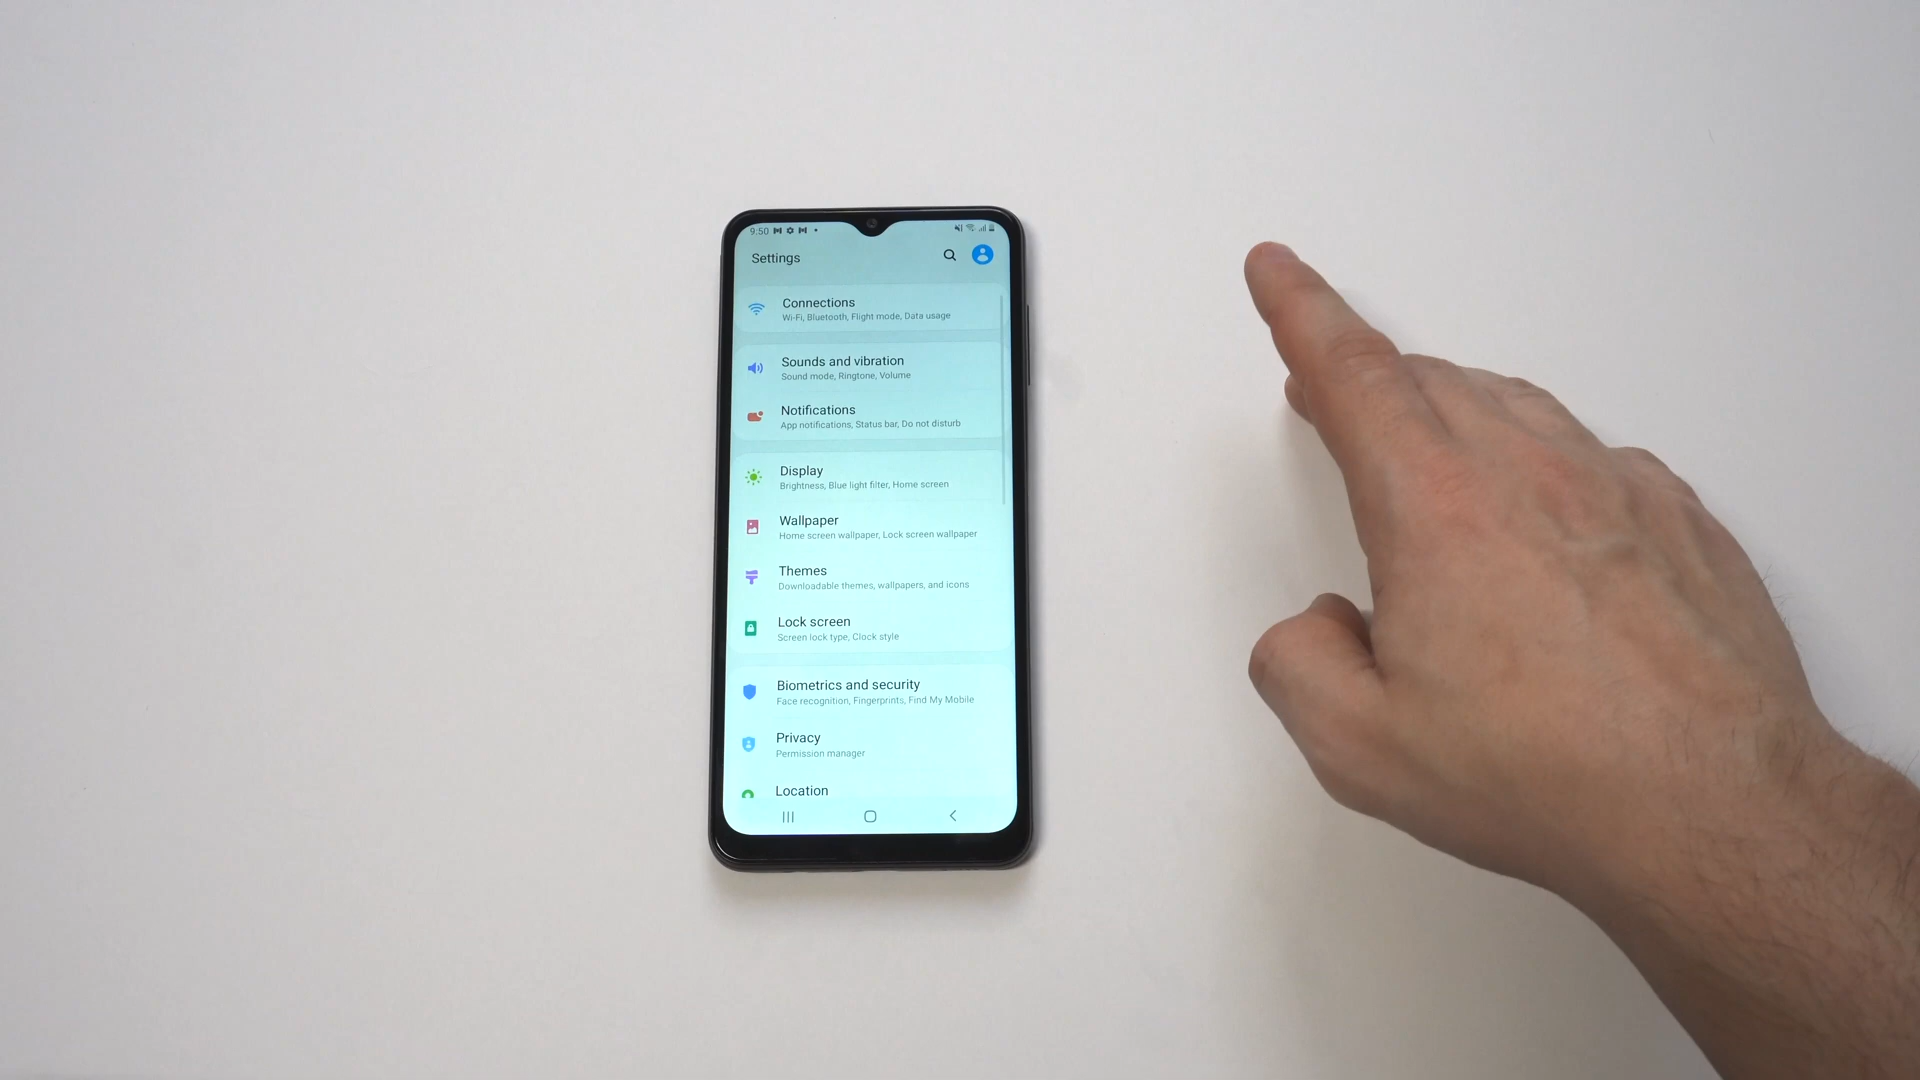 9:50
Settings
Connections
Wi-Fi, Bluetooth, Flight mode, Data usage
Sounds and vibration
Sound mode, Ringtone, Volume
Notifications
App notifications, Status bar, Do not disturb
Display
Brightness, Blue light filter, Home screen
Wallpaper
Home screen wallpaper, Lock screen wallpaper
Themes
Downloadable themes, wallpapers, and icons
Lock screen
Screen lock type, Clock style
Biometrics and security
Face recognition, Fingerprints, Find My Mobile
Privacy
Permission manager
Location